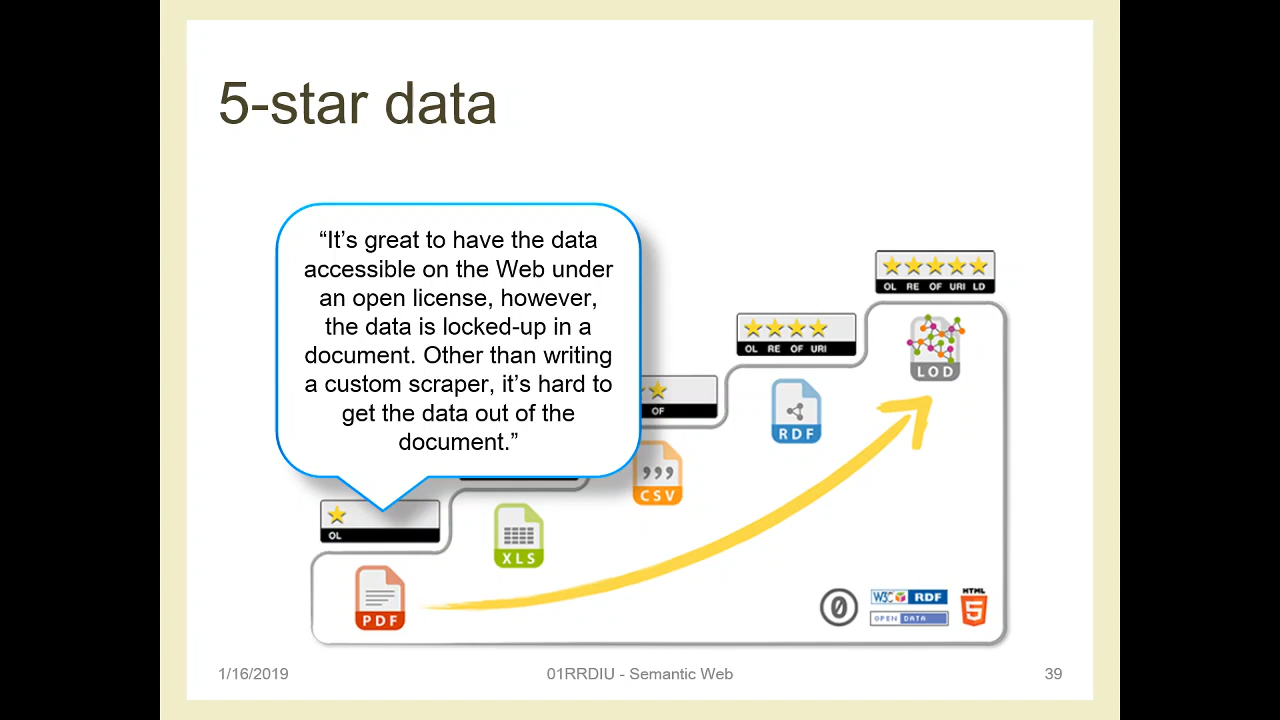 5-star data
“It’s great to have the data
accessible on the Web under
an open license, however,
the data is locked-up in a
document. Other than writing
a custom scraper, it’s hard to
get the data out of the
document.”
OL RE OF URI LD
LOD
OL RE OF URI
RDF
OF
CSV
XLS
OL
PDF
0
W3C RDF
OPEN DATA
HTML
5
1/16/2019
01RRDIU - Semantic Web
39